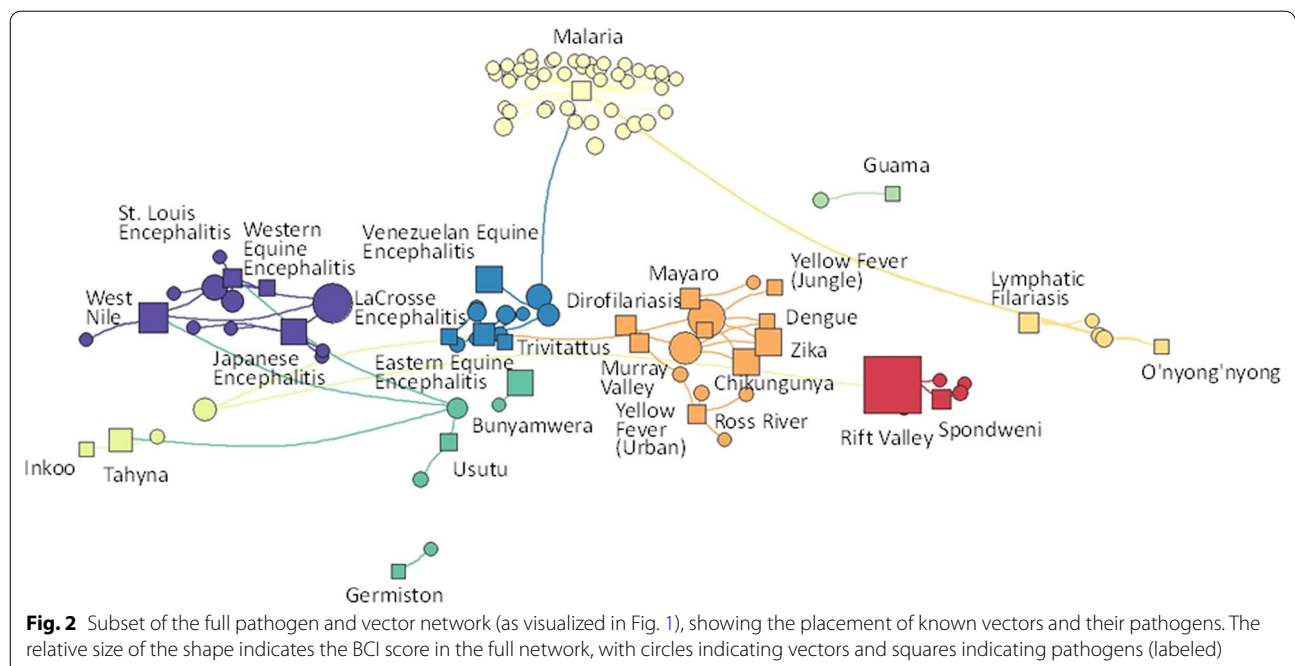 Malaria
Guama
St. Louis
Encephalitis
Western
Equine
Encephalitis
Venezuelan Equine
Encephalitis
Mayaro
Yellow Fever
(Jungle)
Lymphatic
Filariasis
West
Nile
LaCrosse
Encephalitis
Dirofilariasis
Dengue
Japanese
Encephalitis
Eastern Equine
Encephalitis
Trivitattus
Murray
Valley
Zika
Chikungunya
O'nyong'nyong
Bunyamwera
Yellow
Fever
(Urban)
Ross River
Rift Valley
Spondweni
Inkoo
Tahyna
Usutu
Germiston
Fig. 2 Subset of the full pathogen and vector network (as visualized in Fig. 1), showing the placement of known vectors and their pathogens. The
relative size of the shape indicates the BCI score in the full network, with circles indicating vectors and squares indicating pathogens (labeled)